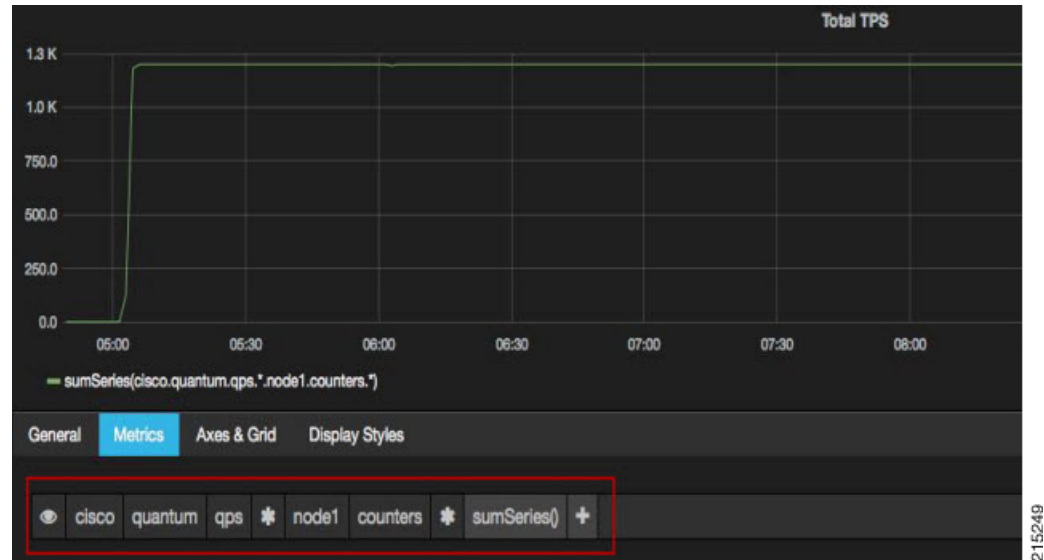 Total TPS
1.3 K
1.0 K
750.0
500.0
250.0
0.0
05:00 05:30 06:00 06:30 07:00 07:30 08:00
sumSeries(cisco.quantum.qps.*.node1.counters.*)
General Metrics Axes & Grid Display Styles
cisco quantum qps * node1 counters * sumSeries() +
215249